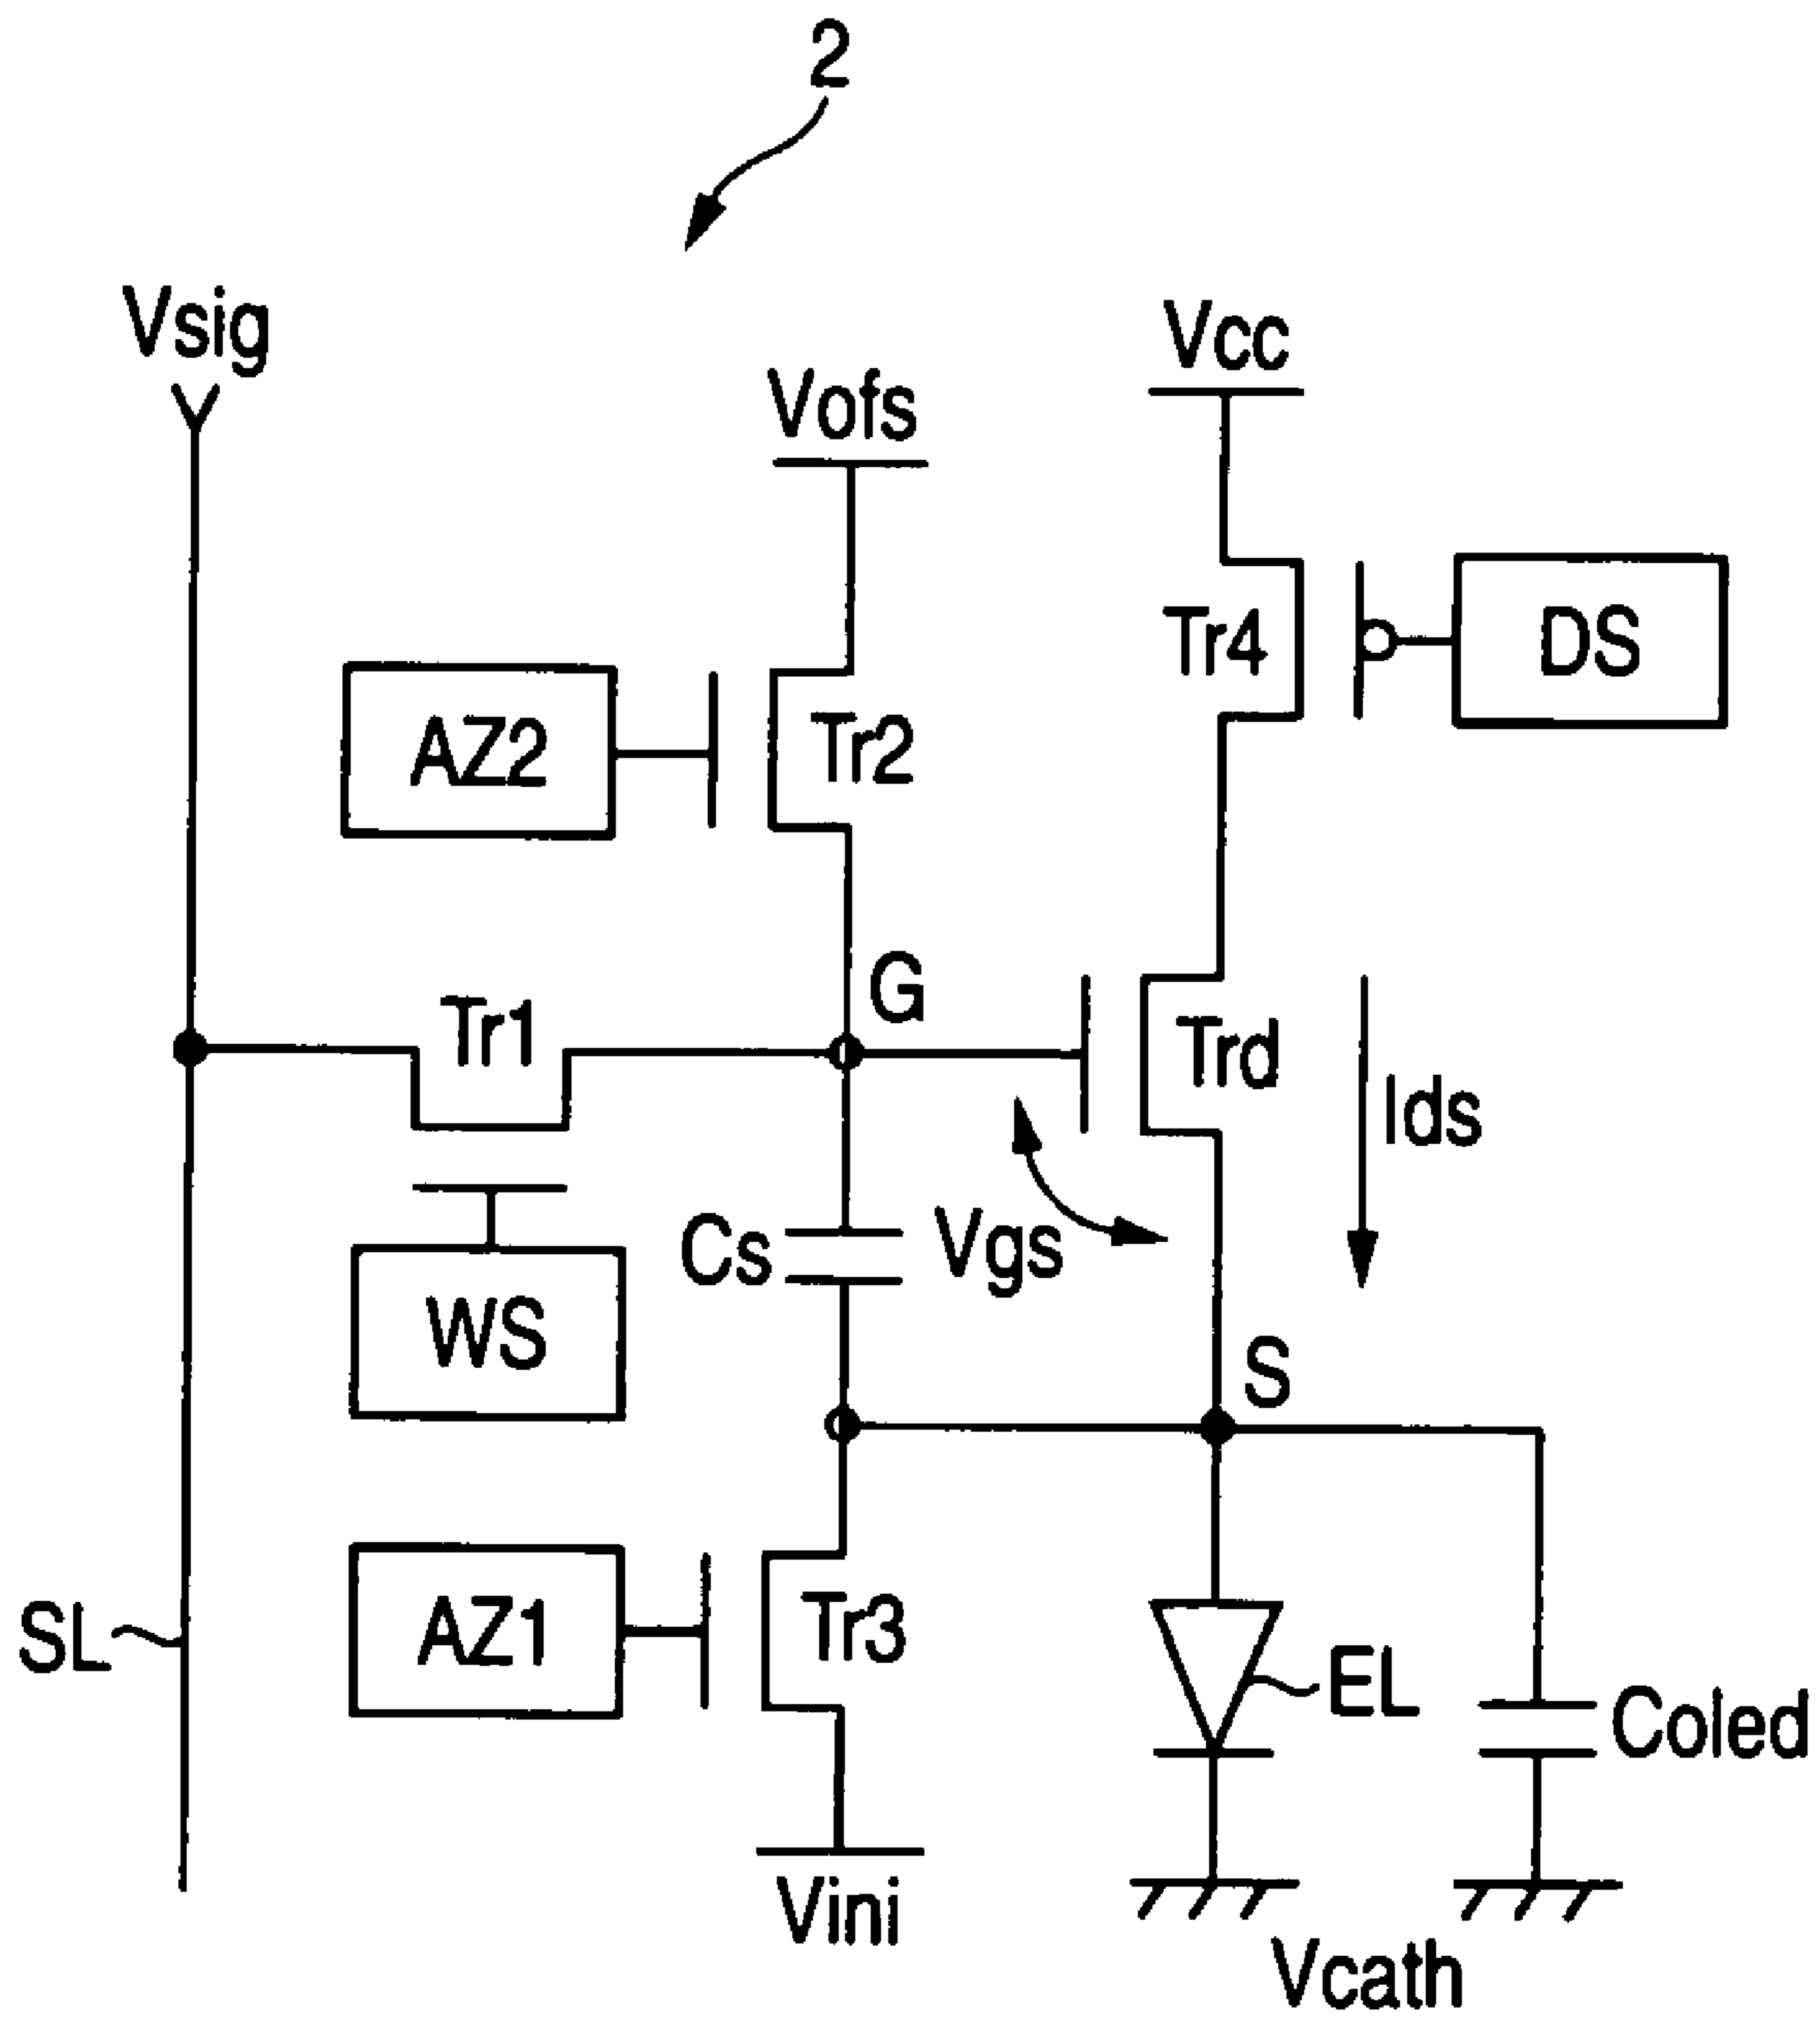 2
Vsig
Vcc
Vofs
Tr4
DS
AZ2
Tr2
G
Tr1
Trd
Ids
Cs
Vgs
WS
S
SL
AZ1
Tr3
EL
Coled
Vini
Vcath